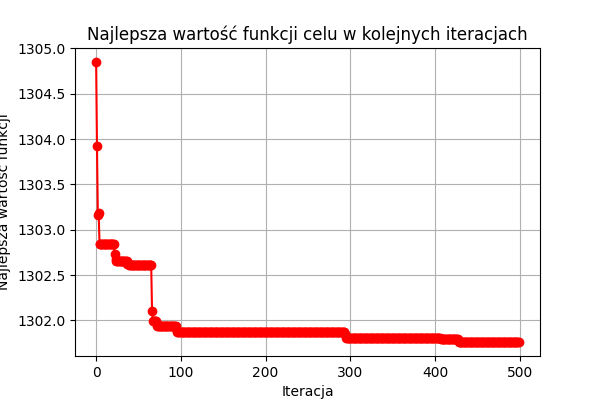 Najlepsza wartość funkcji celu w kolejnych iteracjach
Najlepsza wartość funkcji
1305.0
1304.5
1304.0
1303.5
1303.0
1302.5
1302.0
0 100 200 300 400 500
Iteracja